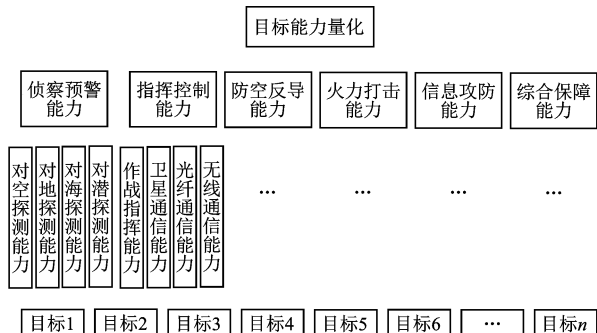 目标能力量化
侦察预警
能力
指挥控制
能力
防空反导
能力
火力打击
能力
信息攻防
能力
综合保障
能力
对空探测能力
对地探测能力
对海探测能力
对潜探测能力
作战指挥能力
卫星通信能力
光纤通信能力
无线通信能力
…
…
…
…
目标1
目标2
目标3
目标4
目标5
目标6
…
目标n